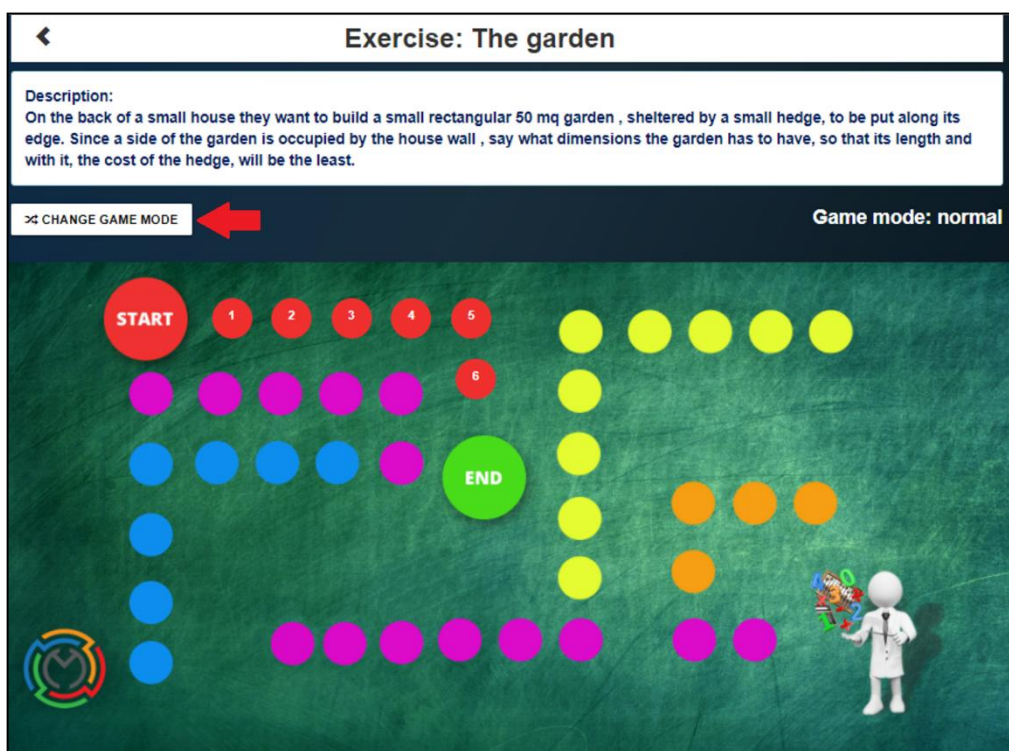 Exercise: The garden
Description:
On the back of a small house they want to build a small rectangular 50 mq garden , sheltered by a small hedge, to be put along its
edge. Since a side of the garden is occupied by the house wall , say what dimensions the garden has to have, so that its length and
with it, the cost of the hedge, will be the least.
CHANGE GAME MODE
Game mode: normal
START 1 2 3 4 5
6
END